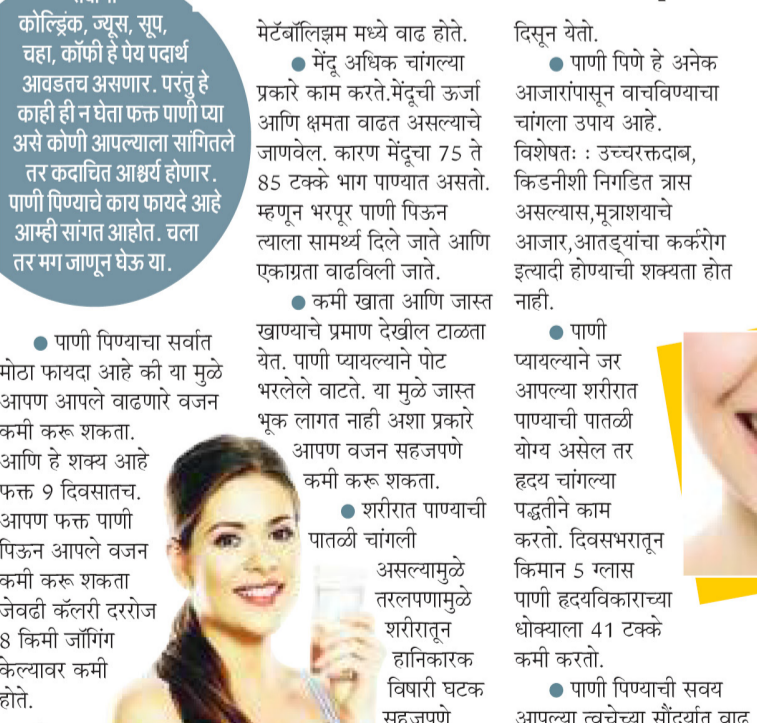 कोल्ड्रिंक, ज्यूस, सूप,
चहा, कॉफी हे पेय पदार्थ
आवडतच असणार. परंतु हे
काही ही न घेता फक्त पाणी प्या
असे कोणी आपल्याला सांगितले
तर कदाचित आश्चर्य होणार.
पाणी पिण्याचे काय फायदे आहे
आम्ही सांगत आहोत. चला
तर मग जाणून घेऊ या.
● पाणी पिण्याचा सर्वात
मोठा फायदा आहे की या मुळे
आपण आपले वाढणारे वजन
कमी करू शकता.
आणि हे शक्य आहे
फक्त 9 दिवसातच.
आपण फक्त पाणी
पिऊन आपले वजन
कमी करू शकता
जेवढी कॅलरी दररोज
8 किमी जॉगिंग
केल्यावर कमी
होते.
मेटॅबॉलिझम मध्ये वाढ होते.
● मेंदू अधिक चांगल्या
प्रकारे काम करते.मेंदूची ऊर्जा
आणि क्षमता वाढत असल्याचे
जाणवेल. कारण मेंदूचा 75 ते
85 टक्के भाग पाण्यात असतो.
म्हणून भरपूर पाणी पिऊन
त्याला सामर्थ्य दिले जाते आणि
एकाग्रता वाढविली जाते.
● कमी खाता आणि जास्त
खाण्याचे प्रमाण देखील टाळता
येत. पाणी प्यायल्याने पोट
भरलेले वाटते. या मुळे जास्त
भूक लागत नाही अशा प्रकारे
आपण वजन सहजपणे
कमी करू शकता.
● शरीरात पाण्याची
पातळी चांगली
असल्यामुळे
तरलपणामुळे
शरीरातून
हानिकारक
विषारी घटक
सहजपणे
दिसून येतो.
● पाणी पिणे हे अनेक
आजारांपासून वाचविण्याचा
चांगला उपाय आहे.
विशेषतः : उच्चरक्तदाब,
किडनीशी निगडित त्रास
असल्यास,मूत्राशयाचे
आजार,आतड्यांचा कर्करोग
इत्यादी होण्याची शक्यता होत
नाही.
● पाणी
प्यायल्याने जर
आपल्या शरीरात
पाण्याची पातळी
योग्य असेल तर
हृदय चांगल्या
पद्धतीने काम
करतो. दिवसभरातून
किमान 5 ग्लास
पाणी हृदयविकाराच्या
धोक्याला 41 टक्के
कमी करतो.
● पाणी पिण्याची सवय
आपल्या त्वचेच्या सौंदर्यात वाढ